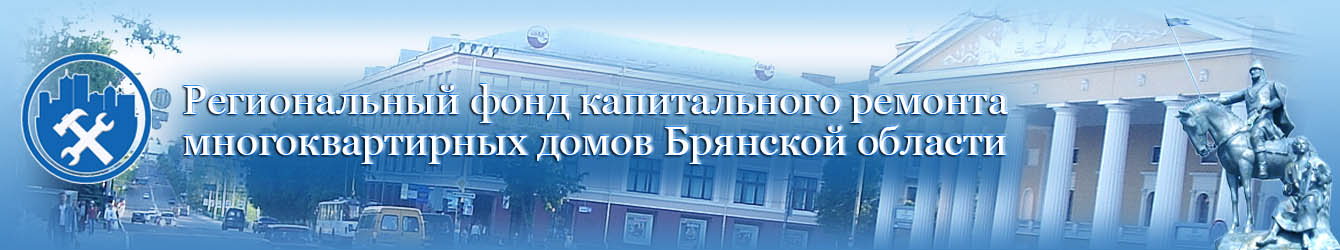 Региональный фонд капитального ремонта
многоквартирных домов Брянской области